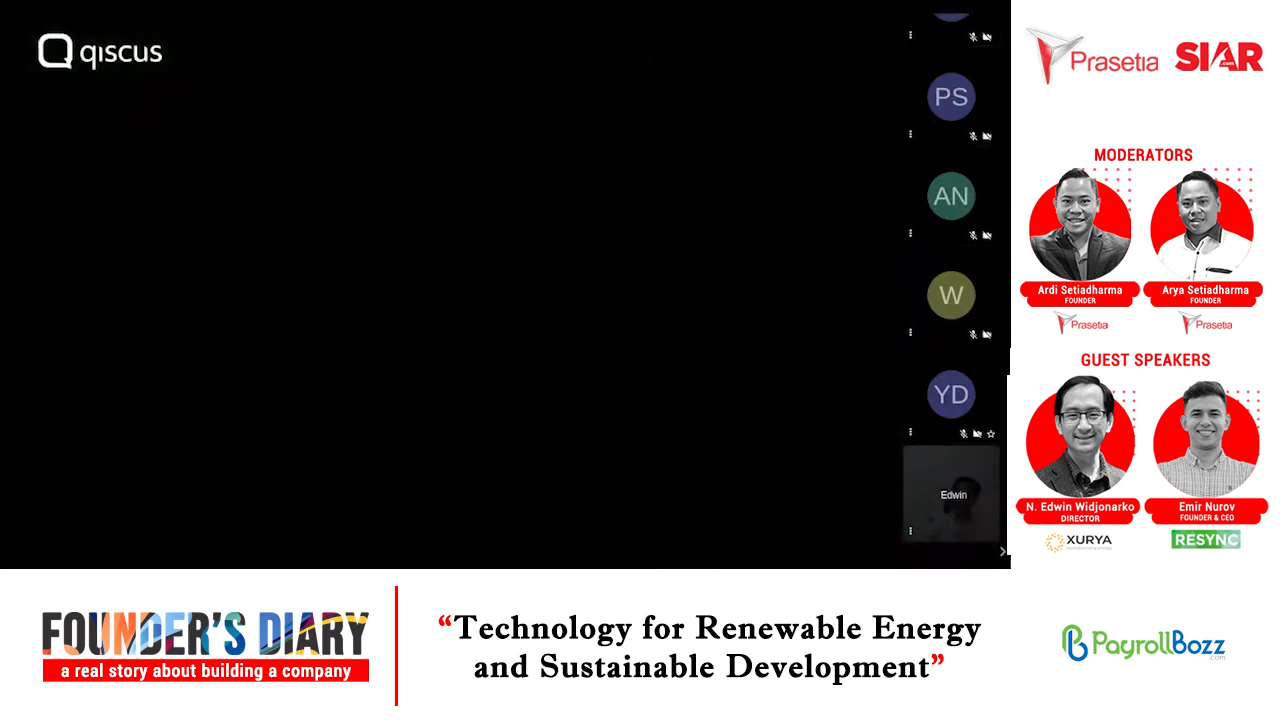 qiscus
PS
AN
W
YD
Edwin
Prasetia
SIAR
.com
MODERATORS
Ardi Setiadharma
FOUNDER
Prasetia
Arya Setiadharma
FOUNDER
Prasetia
GUEST SPEAKERS
N. Edwin Widjonarko
DIRECTOR
XURYA
Emir Nurov
FOUNDER & CEO
RESYNC
FOUNDER'S DIARY
a real story about building a company
“Technology for Renewable Energy
and Sustainable Development”
PayrollBozz
.com